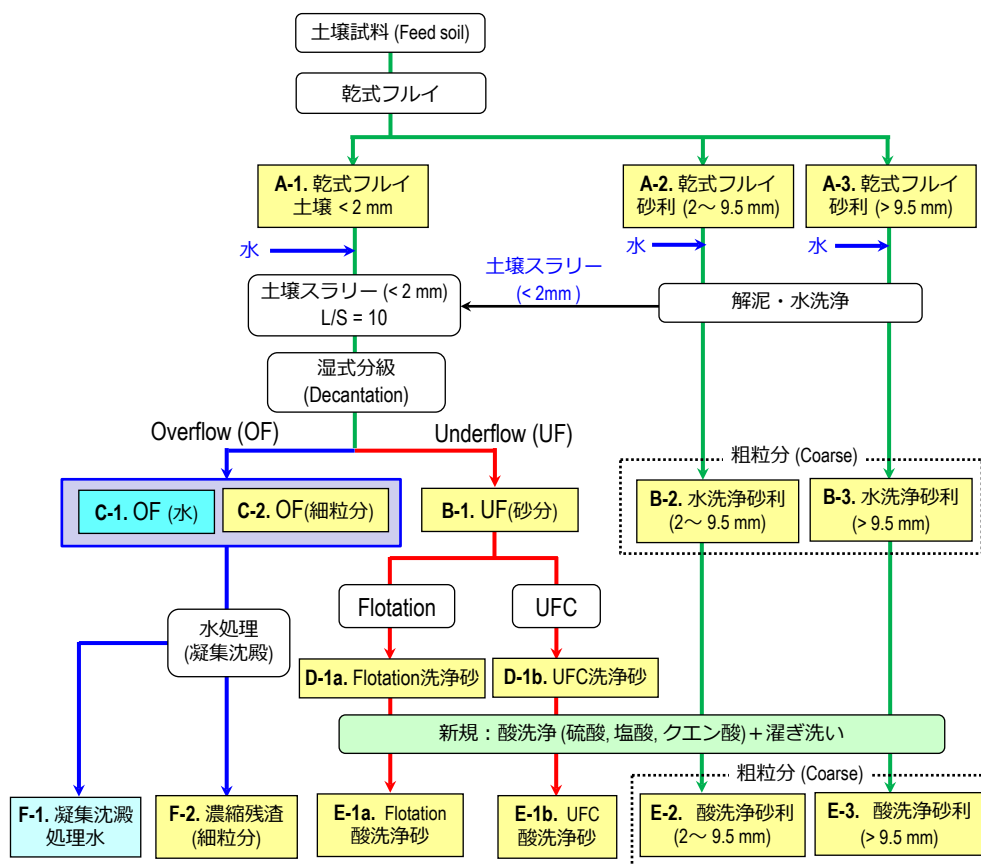 土壌試料 (Feed soil)
乾式フルイ
A-1. 乾式フルイ
土壌 < 2 mm
A-2. 乾式フルイ
砂利 (2～ 9.5 mm)
A-3. 乾式フルイ
砂利 (> 9.5 mm)
水
水
水
土壌スラリー
(< 2mm )
土壌スラリー (< 2 mm)
L/S = 10
解泥・水洗浄
湿式分級
(Decantation)
Overflow (OF)
Underflow (UF)
粗粒分 (Coarse)
C-1. OF (水)
C-2. OF(細粒分)
B-1. UF(砂分)
B-2. 水洗浄砂利
(2～ 9.5 mm)
B-3. 水洗浄砂利
(> 9.5 mm)
Flotation
UFC
水処理
(凝集沈殿)
D-1a. Flotation洗浄砂
D-1b. UFC洗浄砂
新規：酸洗浄 (硫酸, 塩酸, クエン酸)＋濯ぎ洗い
粗粒分 (Coarse)
F-1. 凝集沈澱
処理水
F-2. 濃縮残渣
(細粒分)
E-1a. Flotation
酸洗浄砂
E-1b. UFC
酸洗浄砂
E-2. 酸洗浄砂利
(2～ 9.5 mm)
E-3. 酸洗浄砂利
(> 9.5 mm)